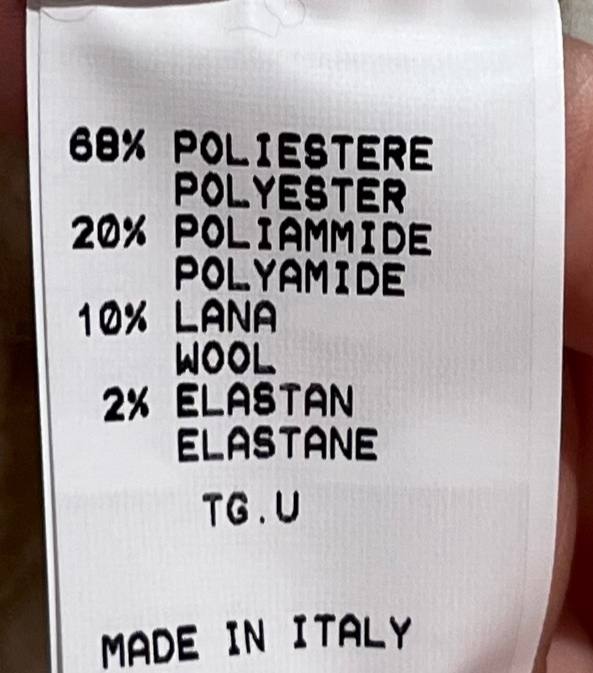 68% POLIESTERE
POLYESTER
20% POLIAMMIDE
POLYAMIDE
10% LANA
WOOL
2% ELASTAN
ELASTANE
TG.U
MADE IN ITALY